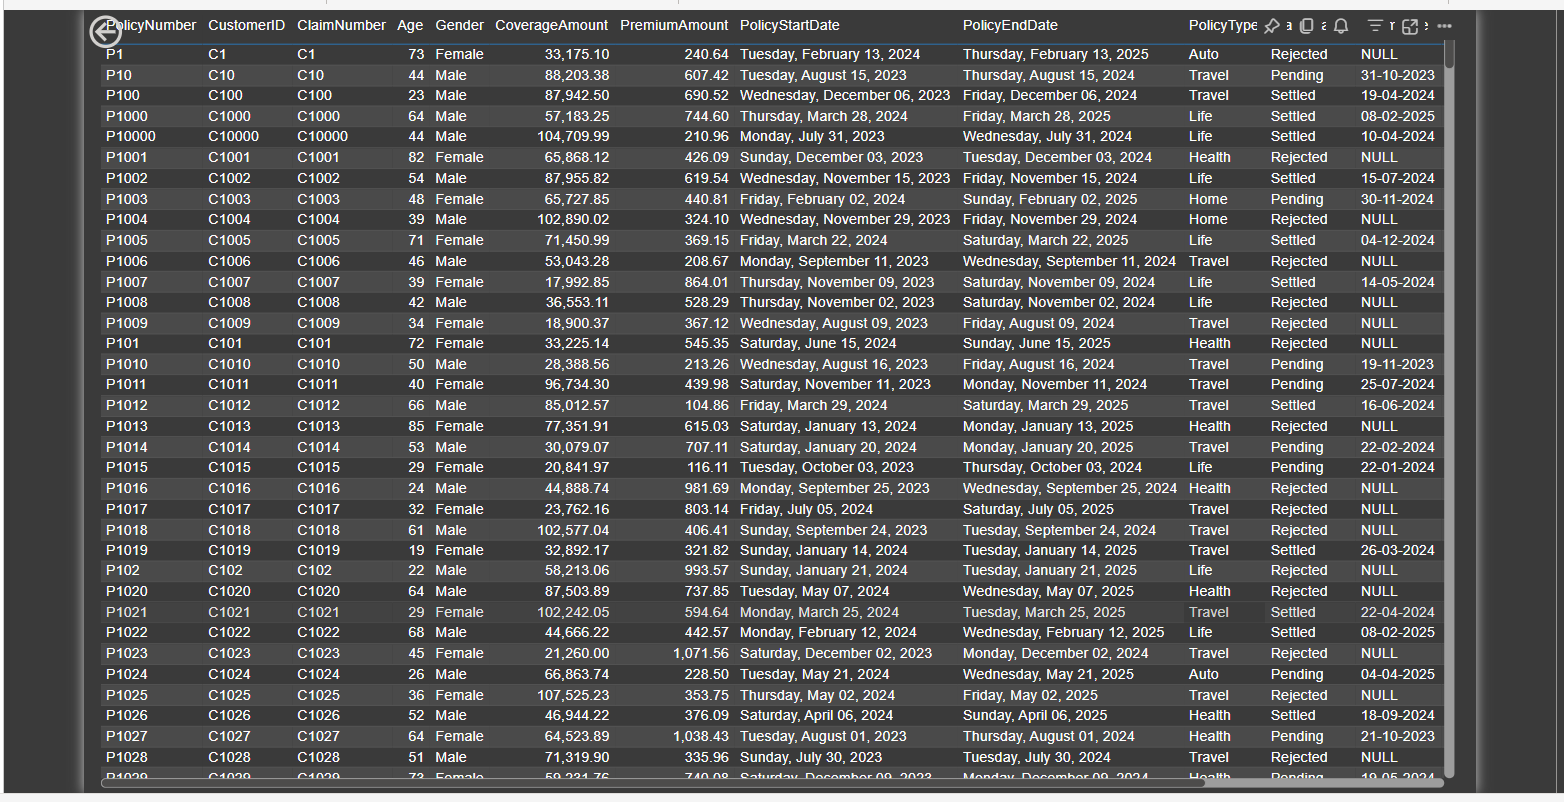 PolicyNumber CustomerID ClaimNumber Age Gender CoverageAmount PremiumAmount PolicyStartDate PolicyEndDate PolicyType
P1 C1 C1 73 Female 33,175.10 240.64 Tuesday, February 13, 2024 Thursday, February 13, 2025 Auto Rejected NULL
P10 C10 C10 44 Male 88,203.38 607.42 Tuesday, August 15, 2023 Thursday, August 15, 2024 Travel Pending 31-10-2023
P100 C100 C100 23 Male 87,942.50 690.52 Wednesday, December 06, 2023 Friday, December 06, 2024 Travel Settled 19-04-2024
P1000 C1000 C1000 64 Male 57,183.25 744.60 Thursday, March 28, 2024 Friday, March 28, 2025 Life Settled 08-02-2025
P10000 C10000 C10000 44 Male 104,709.99 210.96 Monday, July 31, 2023 Wednesday, July 31, 2024 Life Settled 10-04-2024
P1001 C1001 C1001 82 Female 65,868.12 426.09 Sunday, December 03, 2023 Tuesday, December 03, 2024 Health Rejected NULL
P1002 C1002 C1002 54 Male 87,955.82 619.54 Wednesday, November 15, 2023 Friday, November 15, 2024 Life Settled 15-07-2024
P1003 C1003 C1003 48 Female 65,727.85 440.81 Friday, February 02, 2024 Sunday, February 02, 2025 Home Pending 30-11-2024
P1004 C1004 C1004 39 Male 102,890.02 324.10 Wednesday, November 29, 2023 Friday, November 29, 2024 Home Rejected NULL
P1005 C1005 C1005 71 Female 71,450.99 369.15 Friday, March 22, 2024 Saturday, March 22, 2025 Life Settled 04-12-2024
P1006 C1006 C1006 46 Male 53,043.28 208.67 Monday, September 11, 2023 Wednesday, September 11, 2024 Travel Rejected NULL
P1007 C1007 C1007 39 Female 17,992.85 864.01 Thursday, November 09, 2023 Saturday, November 09, 2024 Life Settled 14-05-2024
P1008 C1008 C1008 42 Male 36,553.11 528.29 Thursday, November 02, 2023 Saturday, November 02, 2024 Life Rejected NULL
P1009 C1009 C1009 34 Female 18,900.37 367.12 Wednesday, August 09, 2023 Friday, August 09, 2024 Travel Rejected NULL
P101 C101 C101 72 Female 33,225.14 545.35 Saturday, June 15, 2024 Sunday, June 15, 2025 Health Rejected NULL
P1010 C1010 C1010 50 Male 28,388.56 213.26 Wednesday, August 16, 2023 Friday, August 16, 2024 Travel Pending 19-11-2023
P1011 C1011 C1011 40 Female 96,734.30 439.98 Saturday, November 11, 2023 Monday, November 11, 2024 Travel Pending 25-07-2024
P1012 C1012 C1012 66 Male 85,012.57 104.86 Friday, March 29, 2024 Saturday, March 29, 2025 Travel Settled 16-06-2024
P1013 C1013 C1013 85 Female 77,351.91 615.03 Saturday, January 13, 2024 Monday, January 13, 2025 Health Rejected NULL
P1014 C1014 C1014 53 Male 30,079.07 707.11 Saturday, January 20, 2024 Monday, January 20, 2025 Travel Pending 22-02-2024
P1015 C1015 C1015 29 Female 20,841.97 116.11 Tuesday, October 03, 2023 Thursday, October 03, 2024 Life Pending 22-01-2024
P1016 C1016 C1016 24 Male 44,888.74 981.69 Monday, September 25, 2023 Wednesday, September 25, 2024 Health Rejected NULL
P1017 C1017 C1017 32 Female 23,762.16 803.14 Friday, July 05, 2024 Saturday, July 05, 2025 Travel Rejected NULL
P1018 C1018 C1018 61 Male 102,577.04 406.41 Sunday, September 24, 2023 Tuesday, September 24, 2024 Travel Rejected NULL
P1019 C1019 C1019 19 Female 32,892.17 321.82 Sunday, January 14, 2024 Tuesday, January 14, 2025 Travel Settled 26-03-2024
P102 C102 C102 22 Male 58,213.06 993.57 Sunday, January 21, 2024 Tuesday, January 21, 2025 Life Rejected NULL
P1020 C1020 C1020 64 Male 87,503.89 737.85 Tuesday, May 07, 2024 Wednesday, May 07, 2025 Health Rejected NULL
P1021 C1021 C1021 29 Female 102,242.05 594.64 Monday, March 25, 2024 Tuesday, March 25, 2025 Travel Settled 22-04-2024
P1022 C1022 C1022 68 Male 44,666.22 442.57 Monday, February 12, 2024 Wednesday, February 12, 2025 Life Settled 08-02-2025
P1023 C1023 C1023 45 Female 21,260.00 1,071.56 Saturday, December 02, 2023 Monday, December 02, 2024 Travel Rejected NULL
P1024 C1024 C1024 26 Male 66,863.74 228.50 Tuesday, May 21, 2024 Wednesday, May 21, 2025 Auto Pending 04-04-2025
P1025 C1025 C1025 36 Female 107,525.23 353.75 Thursday, May 02, 2024 Friday, May 02, 2025 Travel Rejected NULL
P1026 C1026 C1026 52 Male 46,944.22 376.09 Saturday, April 06, 2024 Sunday, April 06, 2025 Health Settled 18-09-2024
P1027 C1027 C1027 64 Female 64,523.89 1,038.43 Tuesday, August 01, 2023 Thursday, August 01, 2024 Health Pending 21-10-2023
P1028 C1028 C1028 51 Male 71,319.90 335.96 Sunday, July 30, 2023 Tuesday, July 30, 2024 Travel Rejected NULL
P1029 C1029 C1029 73 Female 59,231.76 740.08 Saturday, December 09, 2023 Monday, December 09, 2024 Health Pending 19-05-2024